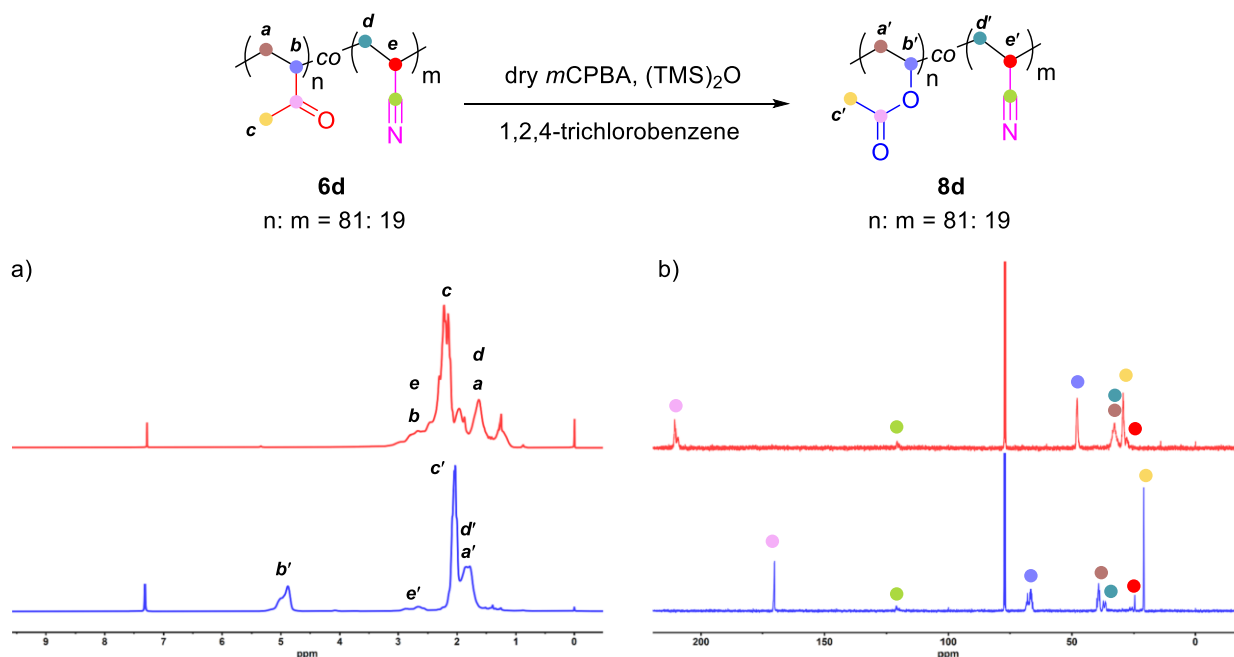 a b n co d e m
c O N
6d
n: m = 81: 19
dry mCPBA, (TMS)₂O
1,2,4-trichlorobenzene
a′ b′ n co d′ e′ m
c′ O O N
8d
n: m = 81: 19
a)
c
d
e
a
b
c′
d′
a′
b′
e′
9 8 7 6 5 4 3 2 1 0
ppm
b)
200 150 100 50 0
ppm